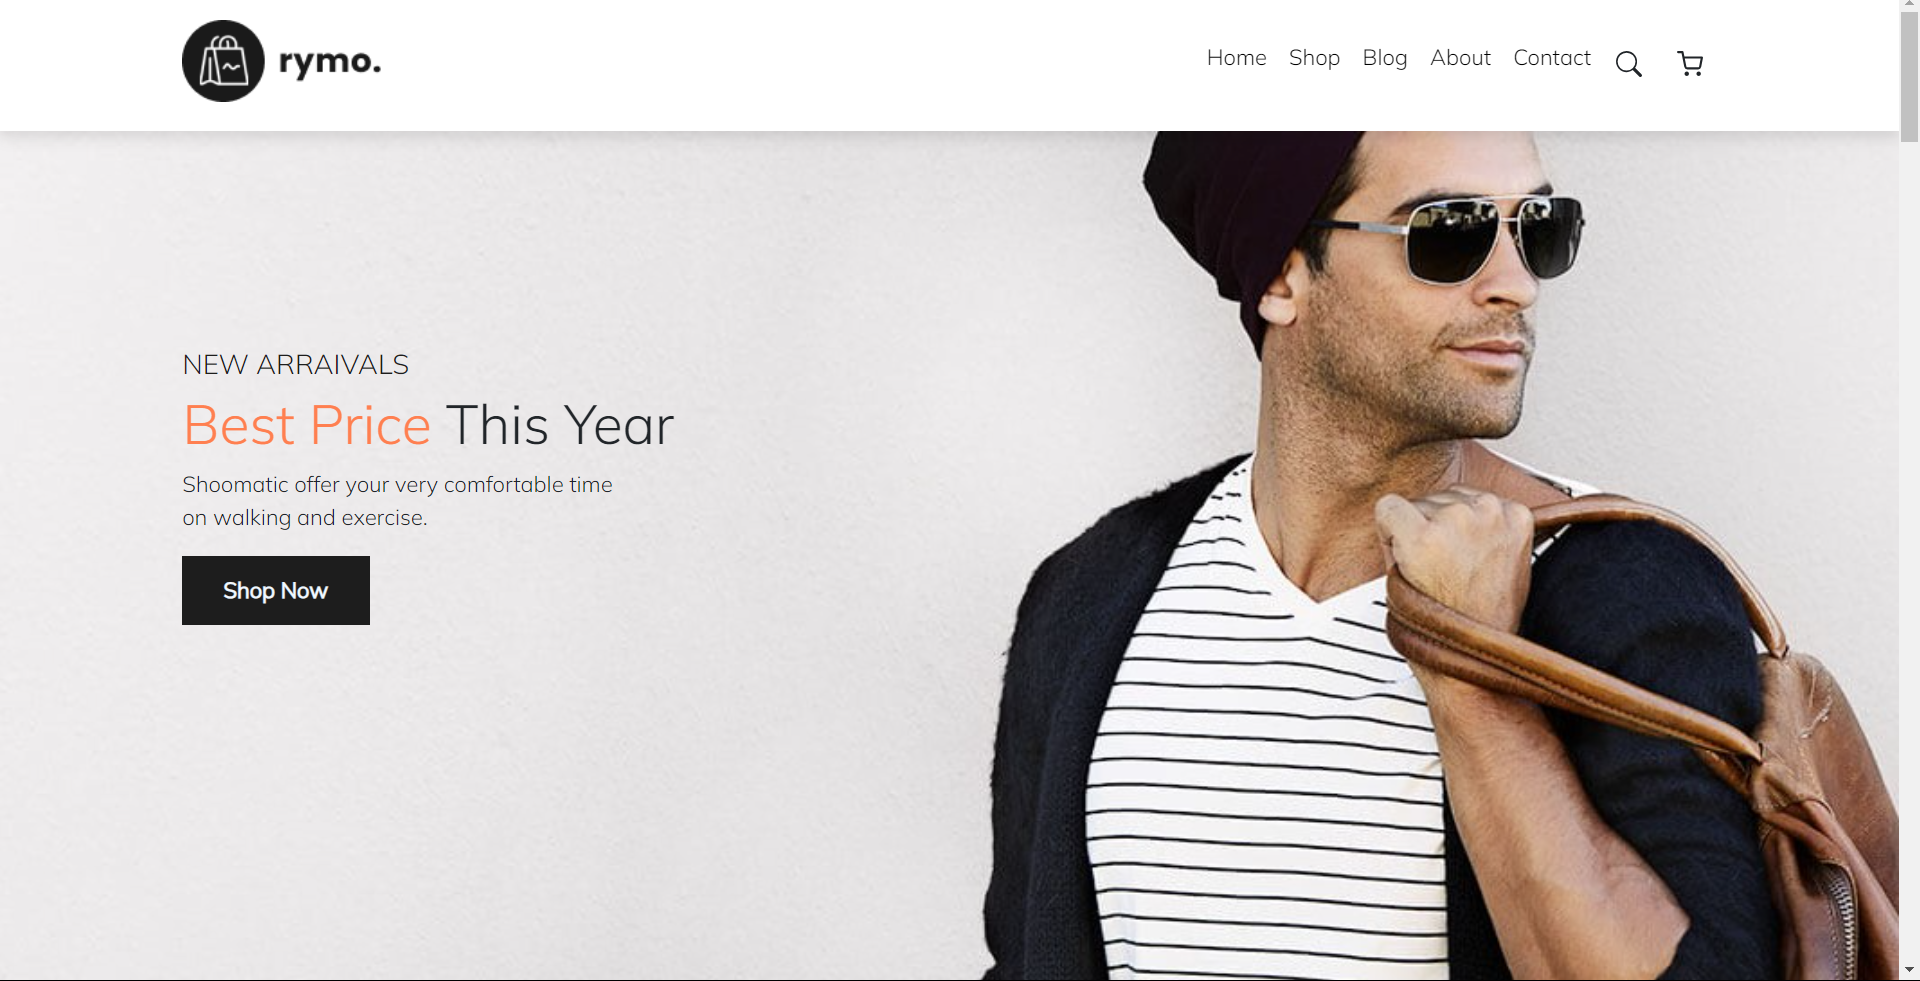 rymo.
Home Shop Blog About Contact
NEW ARRAIVALS
Best Price This Year
Shoomatic offer your very comfortable time
on walking and exercise.
Shop Now